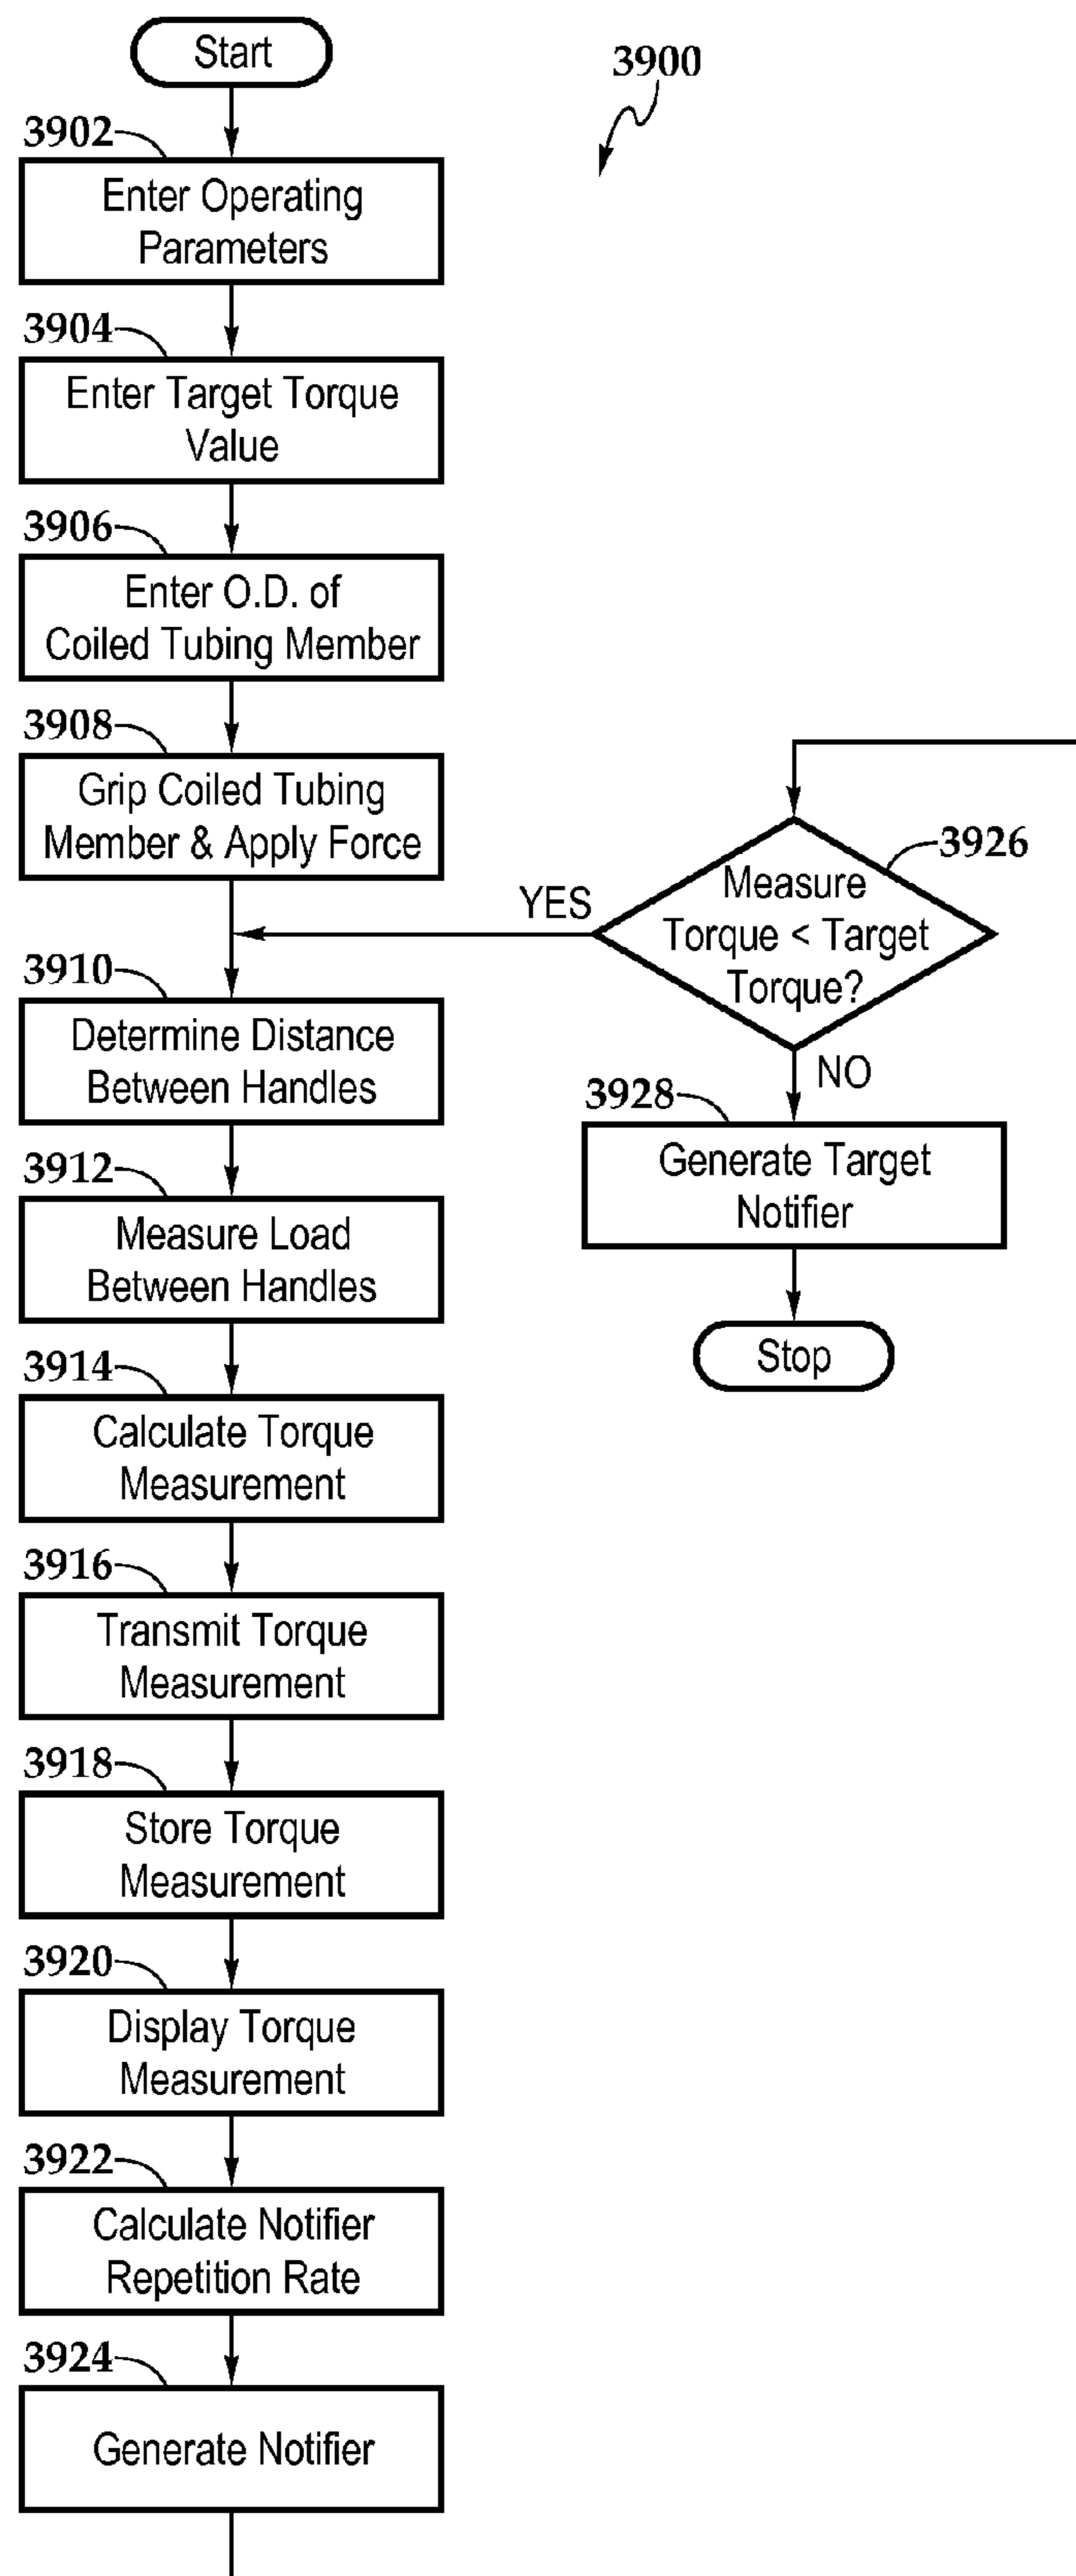 Start
3900
3902
Enter Operating
Parameters
3904
Enter Target Torque
Value
3906
Enter O.D. of
Coiled Tubing Member
3908
Grip Coiled Tubing
Member & Apply Force
3910
Determine Distance
Between Handles
3912
Measure Load
Between Handles
3914
Calculate Torque
Measurement
3916
Transmit Torque
Measurement
3918
Store Torque
Measurement
3920
Display Torque
Measurement
3922
Calculate Notifier
Repetition Rate
3924
Generate Notifier
3926
Measure
Torque < Target
Torque?
YES
NO
3928
Generate Target
Notifier
Stop